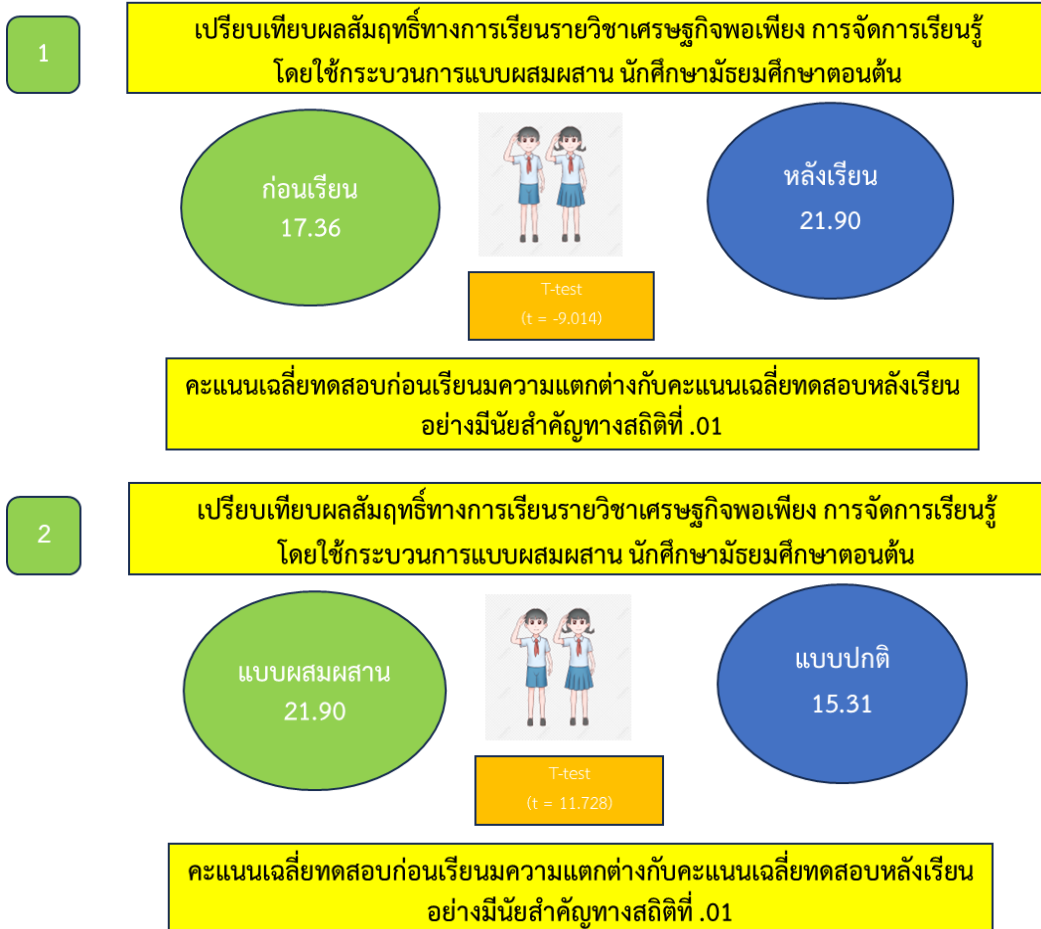 1
เปรียบเทียบผลสัมฤทธิ์ทางการเรียนรายวิชาเศรษฐกิจพอเพียง การจัดการเรียนรู้
โดยใช้กระบวนการแบบผสมผสาน นักศึกษามัธยมศึกษาตอนต้น
ก่อนเรียน
17.36
หลังเรียน
21.90
T-test
(t = -9.014)
คะแนนเฉลี่ยทดสอบก่อนเรียนมความแตกต่างกับคะแนนเฉลี่ยทดสอบหลังเรียน
อย่างมีนัยสำคัญทางสถิติที่ .01
2
เปรียบเทียบผลสัมฤทธิ์ทางการเรียนรายวิชาเศรษฐกิจพอเพียง การจัดการเรียนรู้
โดยใช้กระบวนการแบบผสมผสาน นักศึกษามัธยมศึกษาตอนต้น
แบบผสมผสาน
21.90
แบบปกติ
15.31
T-test
(t = 11.728)
คะแนนเฉลี่ยทดสอบก่อนเรียนมความแตกต่างกับคะแนนเฉลี่ยทดสอบหลังเรียน
อย่างมีนัยสำคัญทางสถิติที่ .01